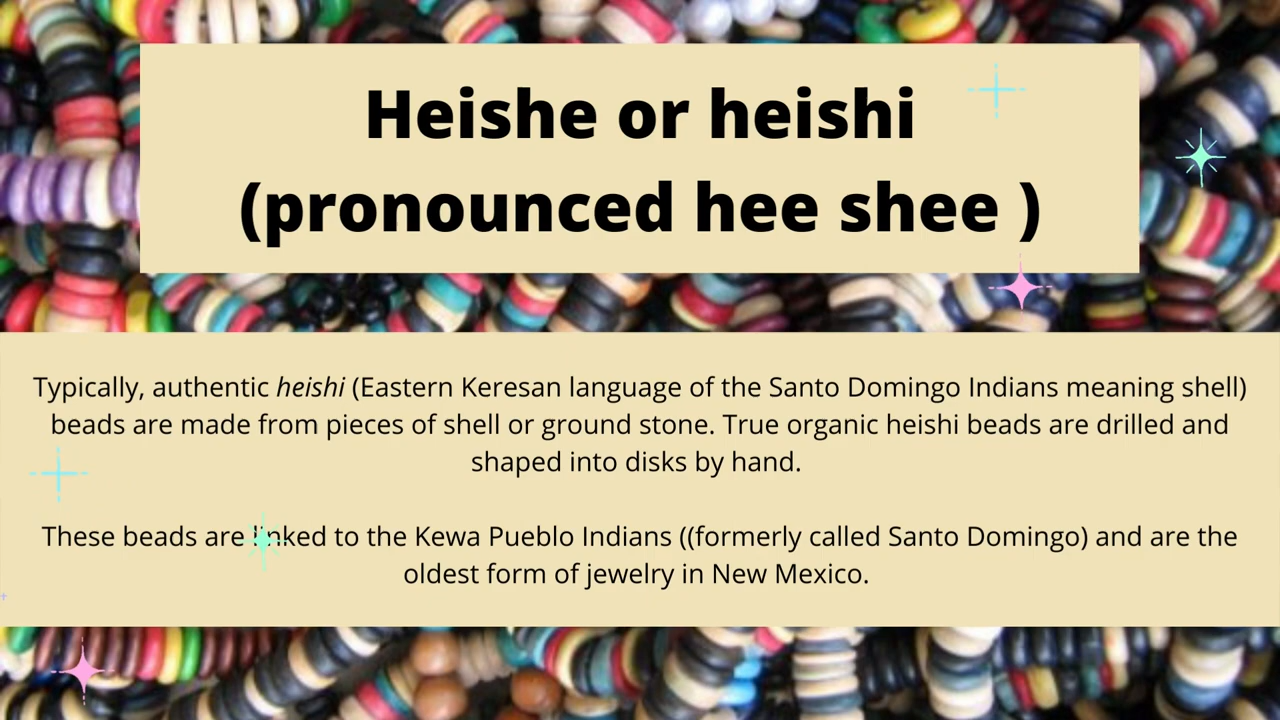 Heishe or heishi
(pronounced hee shee )
Typically, authentic heishi (Eastern Keresan language of the Santo Domingo Indians meaning shell)
beads are made from pieces of shell or ground stone. True organic heishi beads are drilled and
shaped into disks by hand.
These beads are linked to the Kewa Pueblo Indians ((formerly called Santo Domingo) and are the
oldest form of jewelry in New Mexico.